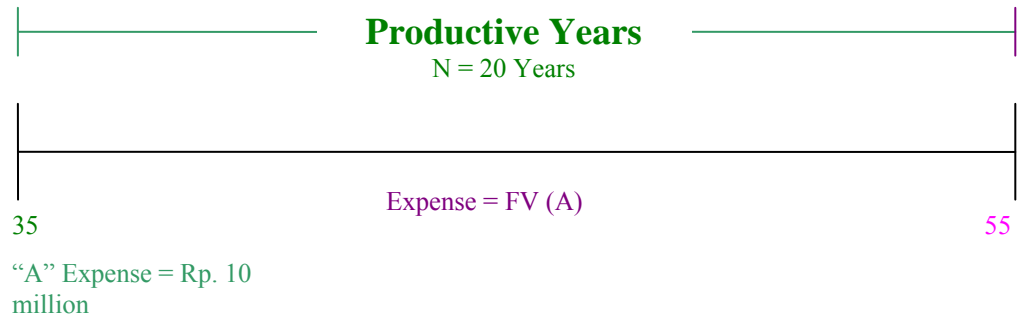 Productive Years
N = 20 Years
Expense = FV (A)
35
55
“A” Expense = Rp. 10
million